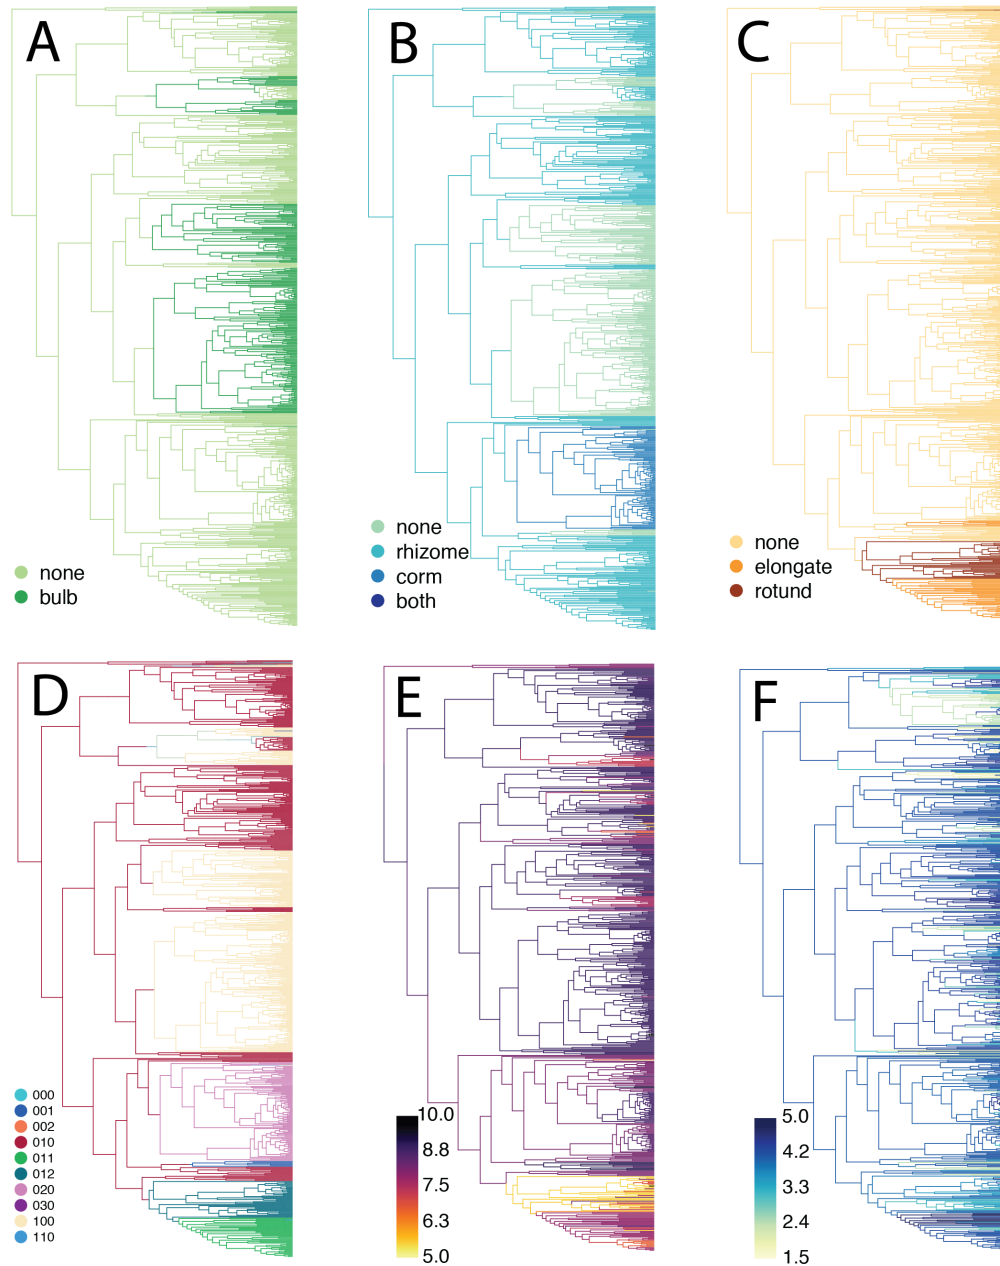 A
none
bulb
B
none
rhizome
corm
both
C
none
elongate
rotund
D
000
001
002
010
011
012
020
030
100
110
E
10.0
8.8
7.5
6.3
5.0
F
5.0
4.2
3.3
2.4
1.5